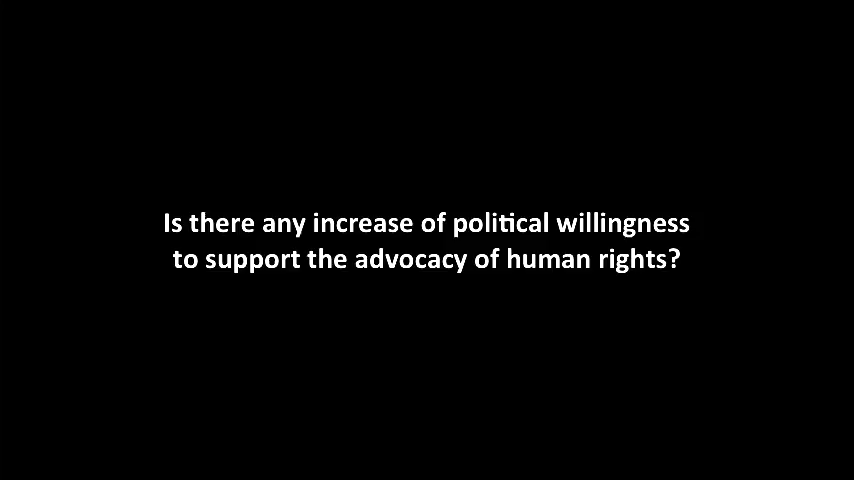 Is there any increase of political willingness
to support the advocacy of human rights?